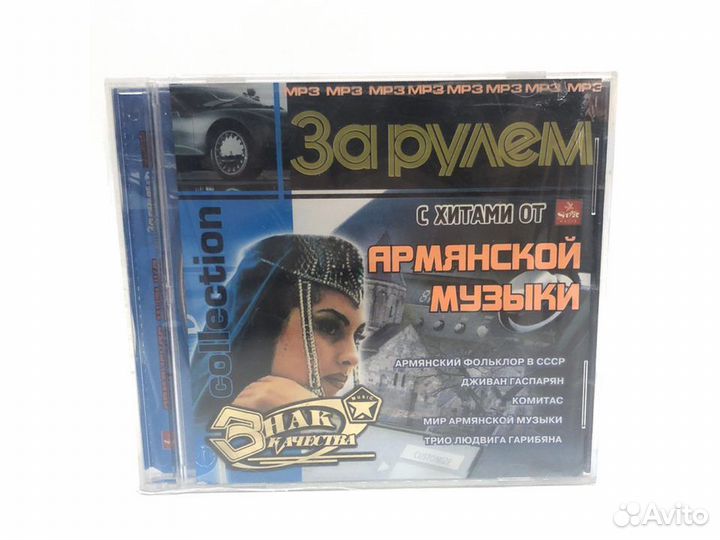 MP3 MP3 MP3 MP3 MP3 MP3 MP3 MP3
За рулем
С ХИТАМИ ОТ
АРМЯНСКОЙ
МУЗЫКИ
collection
АРМЯНСКИЙ ФОЛЬКЛОР В СССР
ДЖИВАН ГАСПАРЯН
КОМИТАС
МИР АРМЯНСКОЙ МУЗЫКИ
ТРИО ЛЮДВИГА ГАРИБЯНА
MUSIC
ЗНАК
КАЧЕСТВА
CUSTOMIZE
Avito